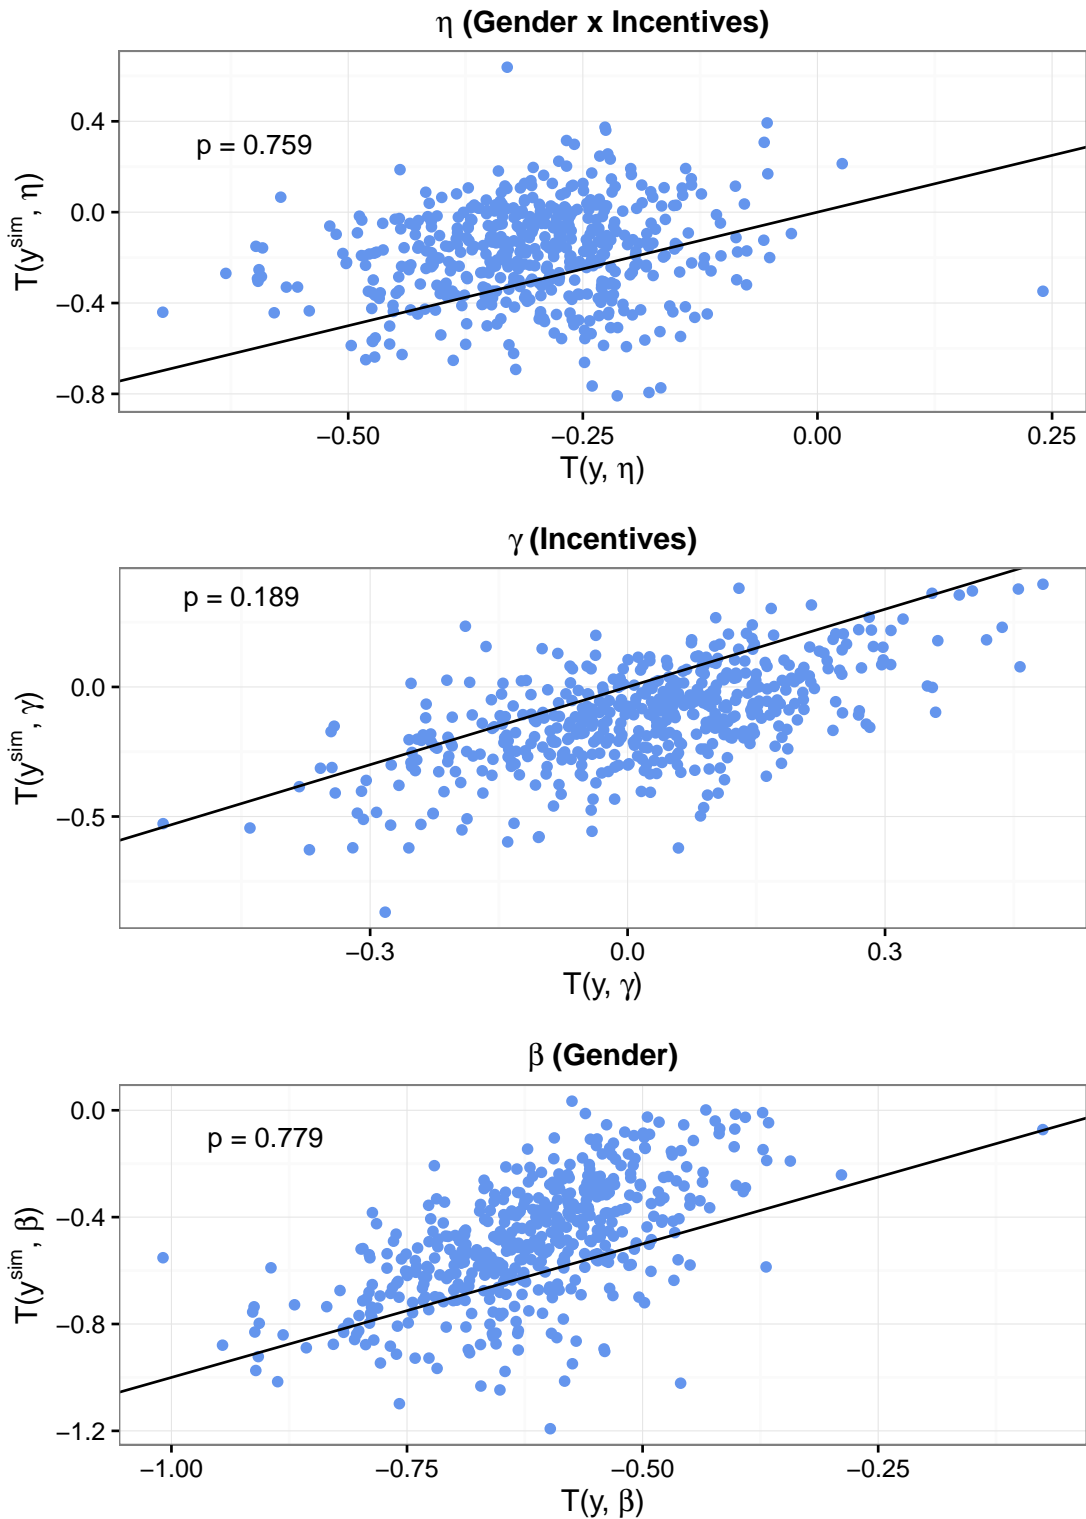 η (Gender x Incentives)
p = 0.759
T(y^sim, η)
0.4
0.0
−0.4
−0.8
−0.50
−0.25
0.00
0.25
T(y, η)
γ (Incentives)
p = 0.189
T(y^sim, γ)
0.0
−0.5
−0.3
0.0
0.3
T(y, γ)
β (Gender)
p = 0.779
T(y^sim, β)
0.0
−0.4
−0.8
−1.2
−1.00
−0.75
−0.50
−0.25
T(y, β)